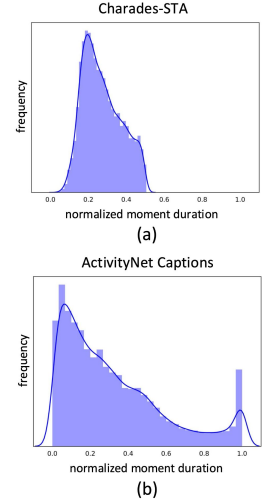 Charades-STA
frequency
0.0 0.2 0.4 0.6 0.8 1.0
normalized moment duration
(a)
ActivityNet Captions
frequency
0.0 0.2 0.4 0.6 0.8 1.0
normalized moment duration
(b)